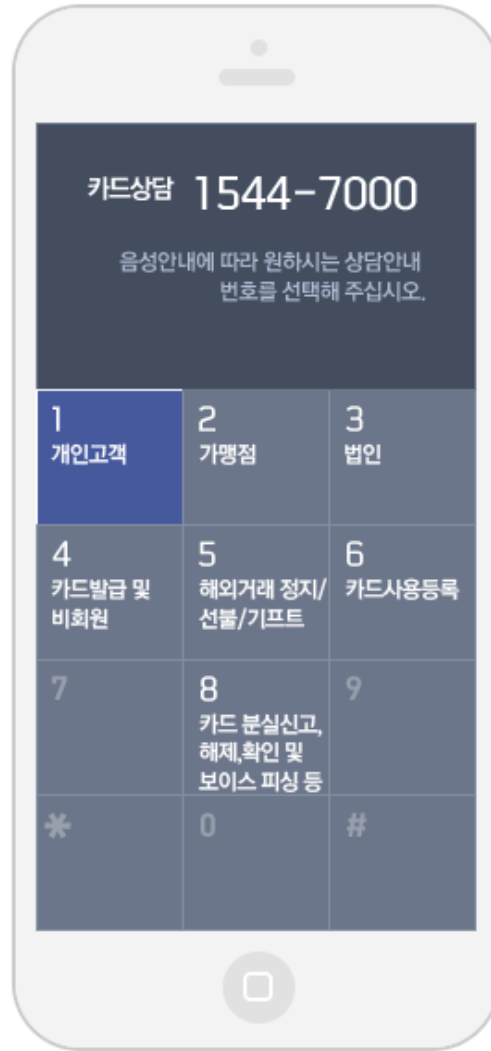 카드상담 1544-7000
음성안내에 따라 원하시는 상담안내
번호를 선택해 주십시오.
1
개인고객
2
가맹점
3
법인
4
카드발급 및
비회원
5
해외거래 정지/
선불/기프트
6
카드사용등록
7
8
카드 분실신고,
해제,확인 및
보이스 피싱 등
9
*
0
#